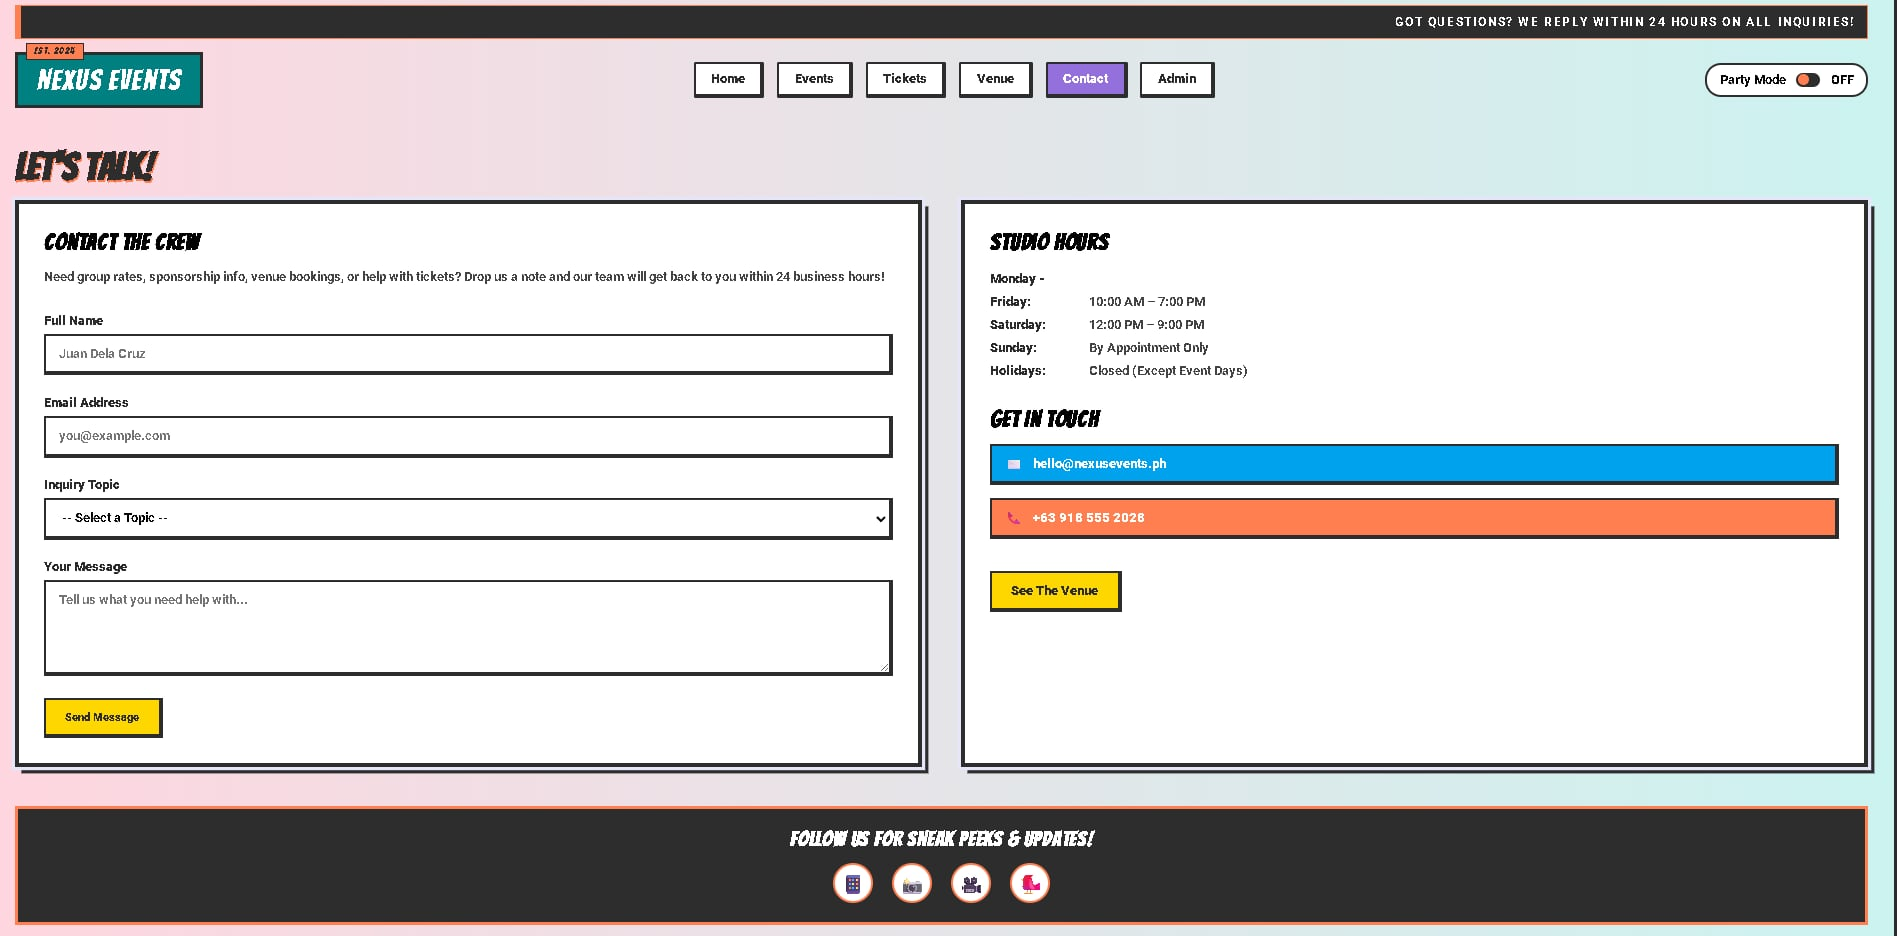 GOT QUESTIONS? WE REPLY WITHIN 24 HOURS ON ALL INQUIRIES!
EST. 2024
NEXUS EVENTS
Home
Events
Tickets
Venue
Contact
Admin
Party Mode OFF
LET'S TALK!
CONTACT THE CREW
Need group rates, sponsorship info, venue bookings, or help with tickets? Drop us a note and our team will get back to you within 24 business hours!
Full Name
Juan Dela Cruz
Email Address
you@example.com
Inquiry Topic
-- Select a Topic --
Your Message
Tell us what you need help with...
Send Message
STUDIO HOURS
Monday -
Friday: 10:00 AM – 7:00 PM
Saturday: 12:00 PM – 9:00 PM
Sunday: By Appointment Only
Holidays: Closed (Except Event Days)
GET IN TOUCH
hello@nexusevents.ph
+63 918 555 2028
See The Venue
FOLLOW US FOR SNEAK PEEKS & UPDATES!